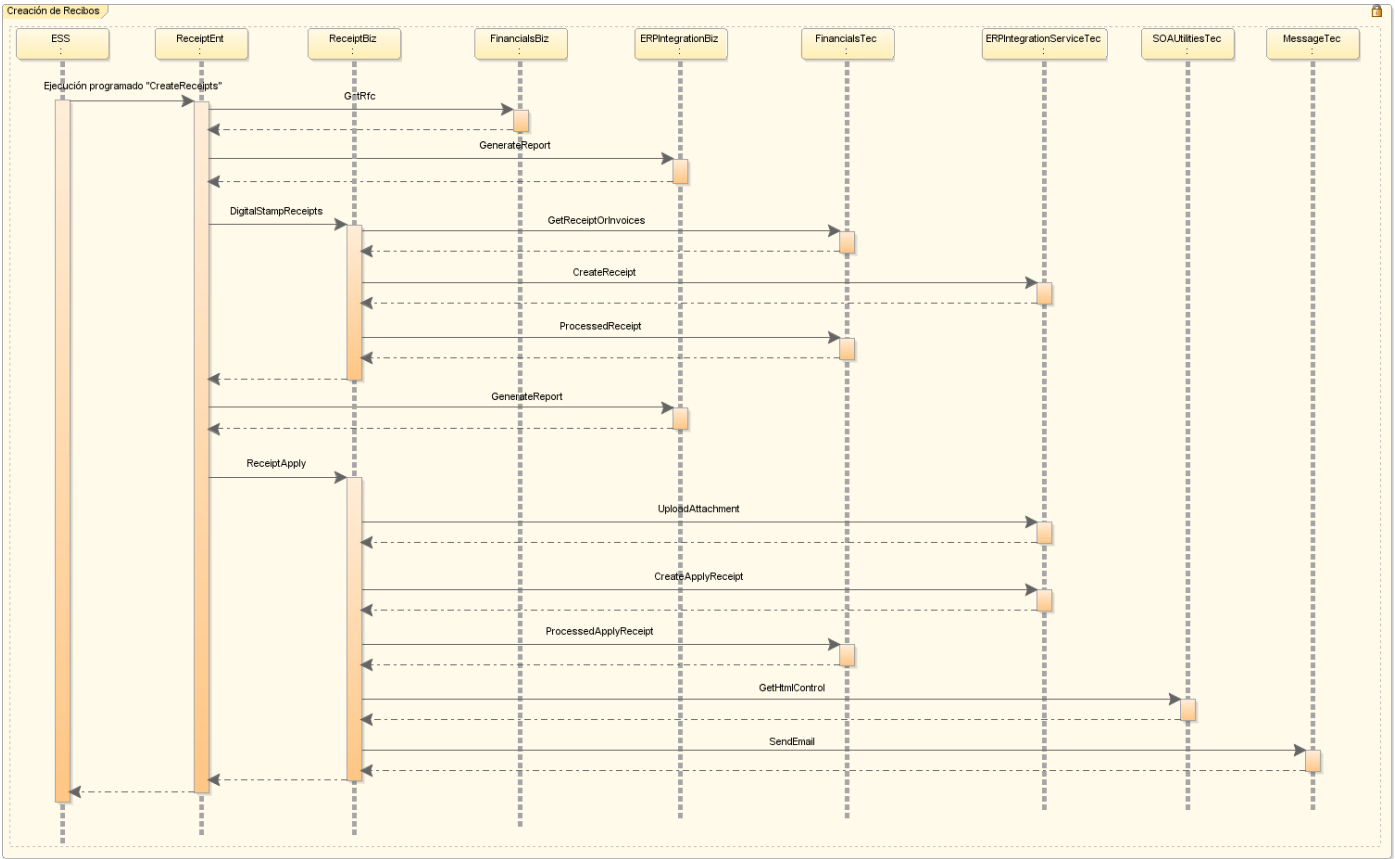 Creación de Recibos
ESS
:
ReceiptEnt
:
ReceiptBiz
:
FinancialsBiz
:
ERPIntegrationBiz
:
FinancialsTec
:
ERPIntegrationServiceTec
:
SOAUtilitiesTec
:
MessageTec
:
Ejecución programado "CreateReceipts"
GetRfc
GenerateReport
DigitalStampReceipts
GetReceiptOrInvoices
CreateReceipt
ProcessedReceipt
GenerateReport
ReceiptApply
UploadAttachment
CreateApplyReceipt
ProcessedApplyReceipt
GetHtmlControl
SendEmail